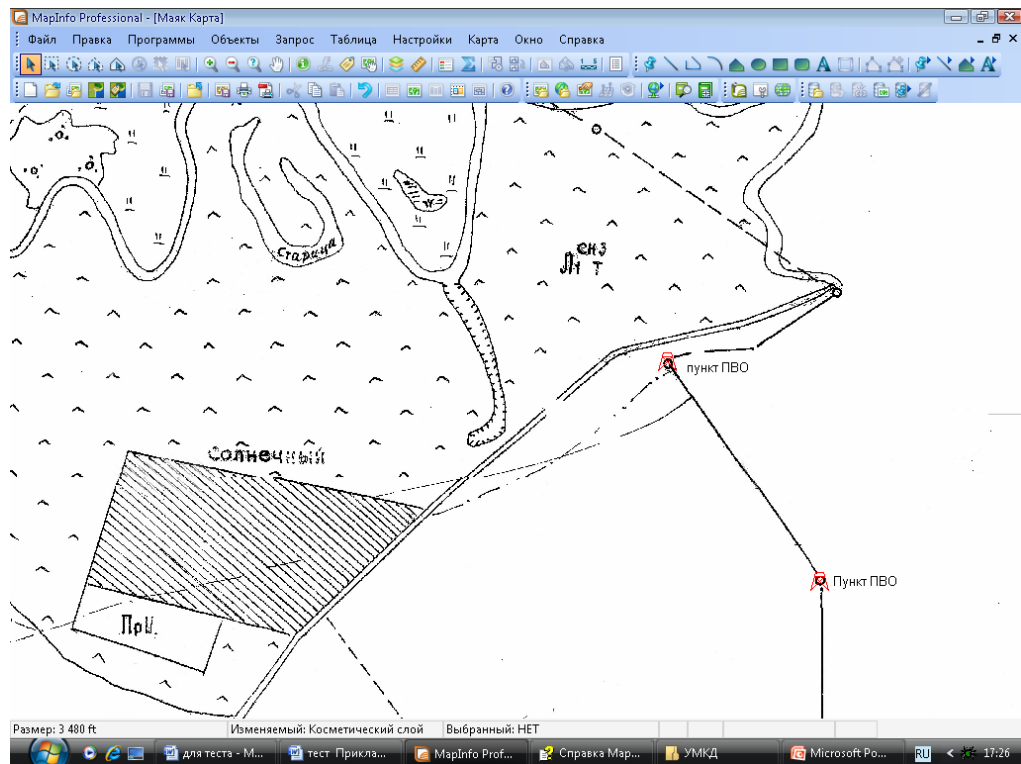 MapInfo Professional - [Маяк Карта]
Файл Правка Программы Объекты Запрос Таблица Настройки Карта Окно Справка
Старица
енз
т
пункт ПВО
Солнечный
Пункт ПВО
Размер: 3 480 ft Изменяемый: Косметический слой Выбранный: НЕТ
для теста - M... тест Прикла... MapInfo Prof... Справка Map... УМКД Microsoft Po... RU < 17:26